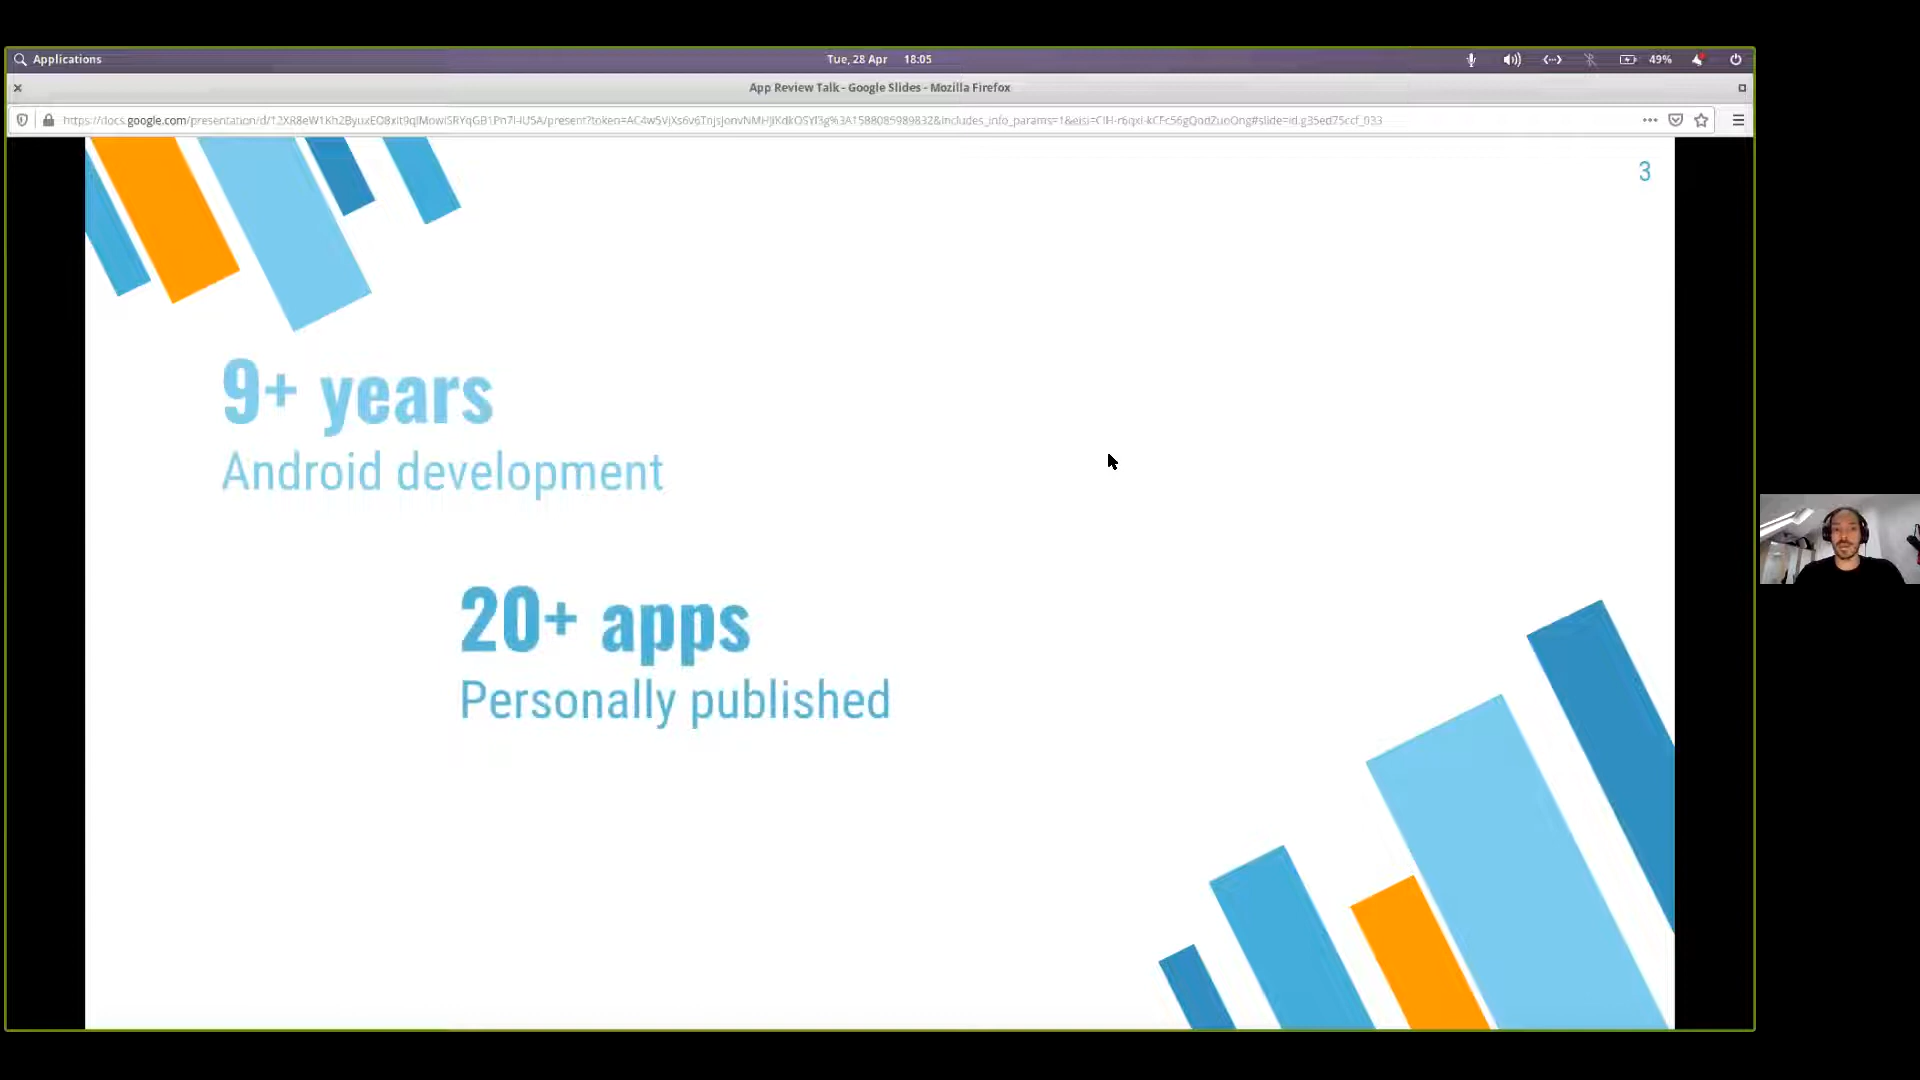 Applications
Tue, 28 Apr 18:05
49%
App Review Talk - Google Slides - Mozilla Firefox
3
9+ years
Android development
20+ apps
Personally published